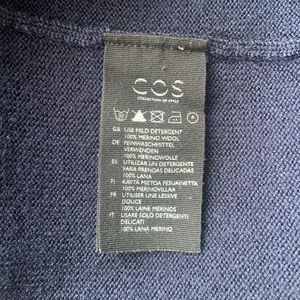 COS
COLLECTION OF STYLE
GB USE MILD DETERGENT
100% MERINO WOOL
DE FEINWASCHMITTEL
VERWENDEN
100% MERINOWOLLE
ES UTILIZAR UN DETERGENTE
PARA PRENDAS DELICADAS
100% LANA
FI KÄYTÄ MIETOA PESUAINETTA
100% MERINOVILLAA
FR UTILISER UNE LESSIVE
DOUCE
100% LAINE MERINOS
IT USARE SOLO DETERGENTI
DELICATI
100% LANA MERINO